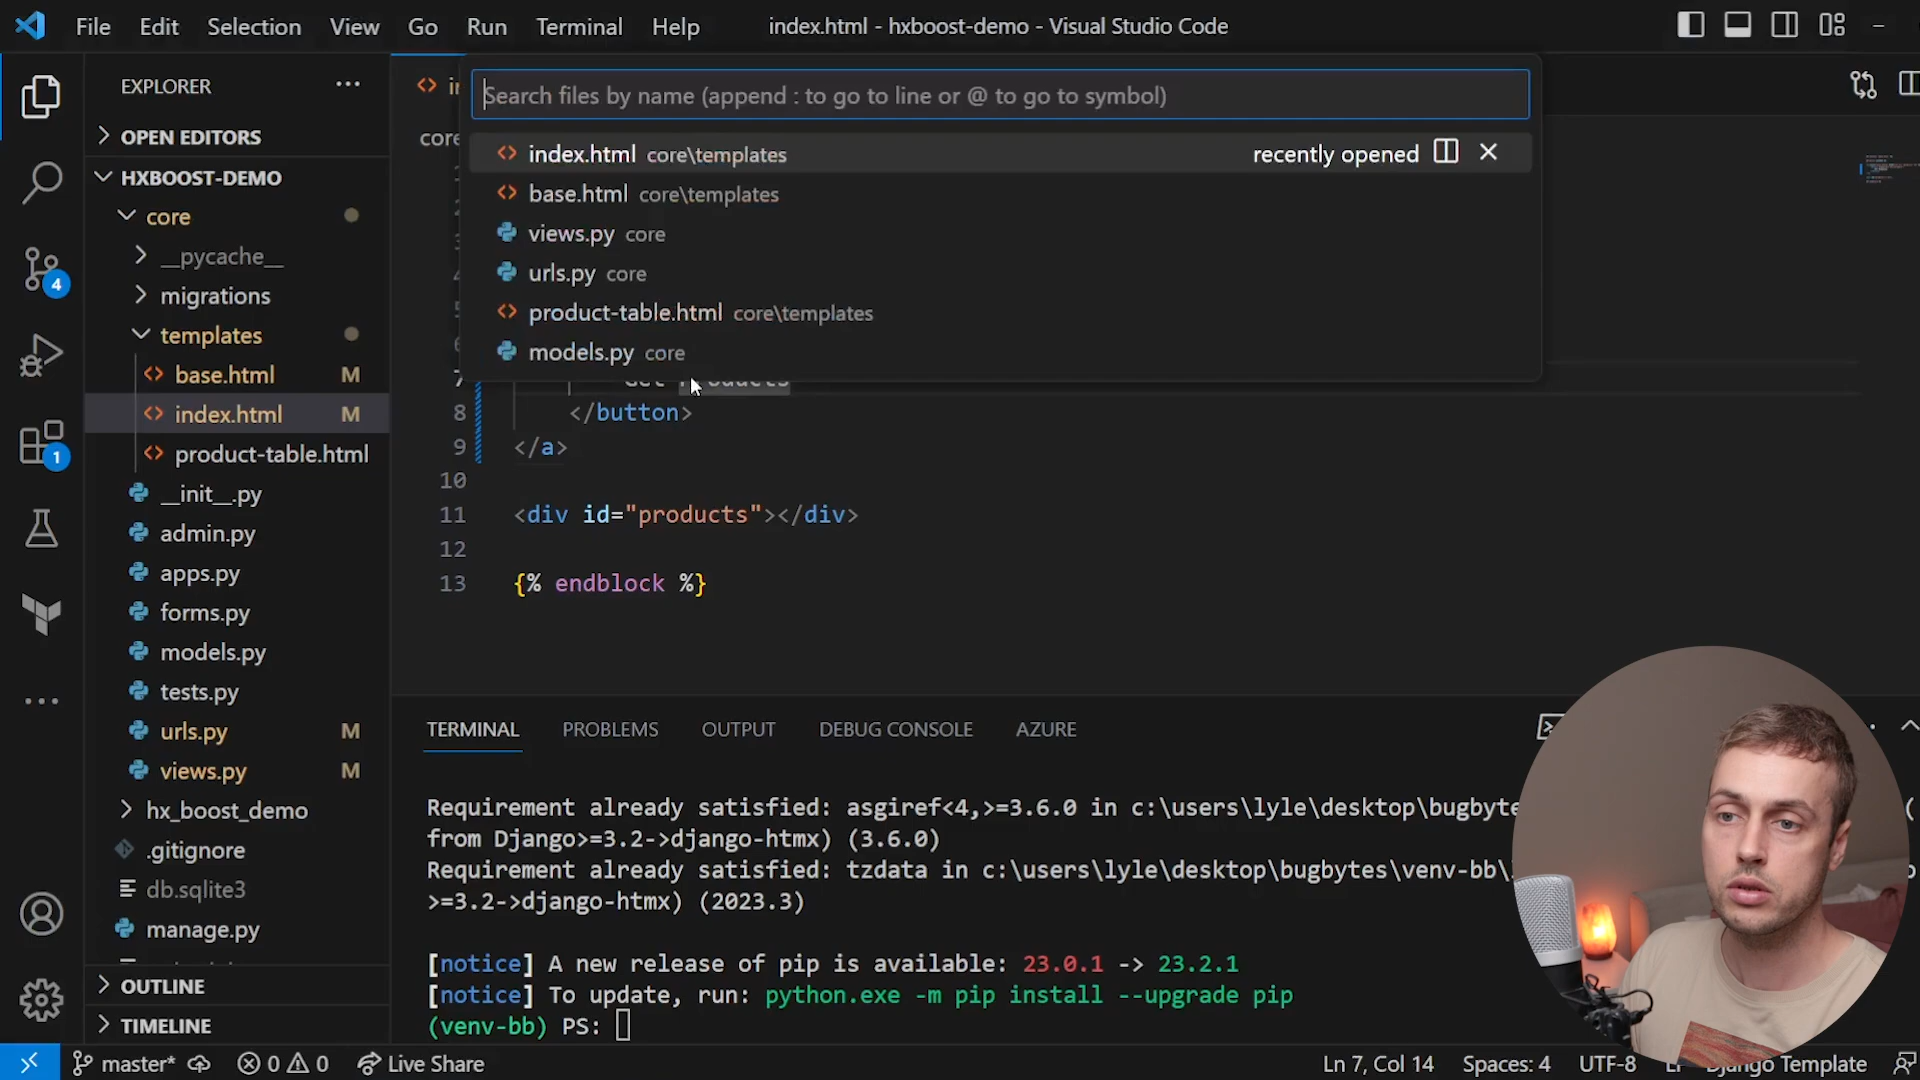 File Edit Selection View Go Run Terminal Help index.html - hxboost-demo - Visual Studio Code
EXPLORER
OPEN EDITORS
HXBOOST-DEMO
core
__pycache__
migrations
templates
base.html M
index.html M
product-table.html
__init__.py
admin.py
apps.py
forms.py
models.py
tests.py
urls.py M
views.py M
hx_boost_demo
.gitignore
db.sqlite3
manage.py
OUTLINE
TIMELINE
4
1
core
Search files by name (append : to go to line or @ to go to symbol)
index.html core\templates recently opened
base.html core\templates
views.py core
urls.py core
product-table.html core\templates
models.py core
7 Get Products
8 </button>
9 </a>
10
11 <div id="products"></div>
12
13 {% endblock %}
TERMINAL PROBLEMS OUTPUT DEBUG CONSOLE AZURE
Requirement already satisfied: asgiref<4,>=3.6.0 in c:\users\lyle\desktop\bugbyte
from Django>=3.2->django-htmx) (3.6.0)
Requirement already satisfied: tzdata in c:\users\lyle\desktop\bugbytes\venv-bb\
>=3.2->django-htmx) (2023.3)
[notice] A new release of pip is available: 23.0.1 -> 23.2.1
[notice] To update, run: python.exe -m pip install --upgrade pip
(venv-bb) PS:
master* 0 0 Live Share Ln 7, Col 14 Spaces: 4 UTF-8 LF Django Template